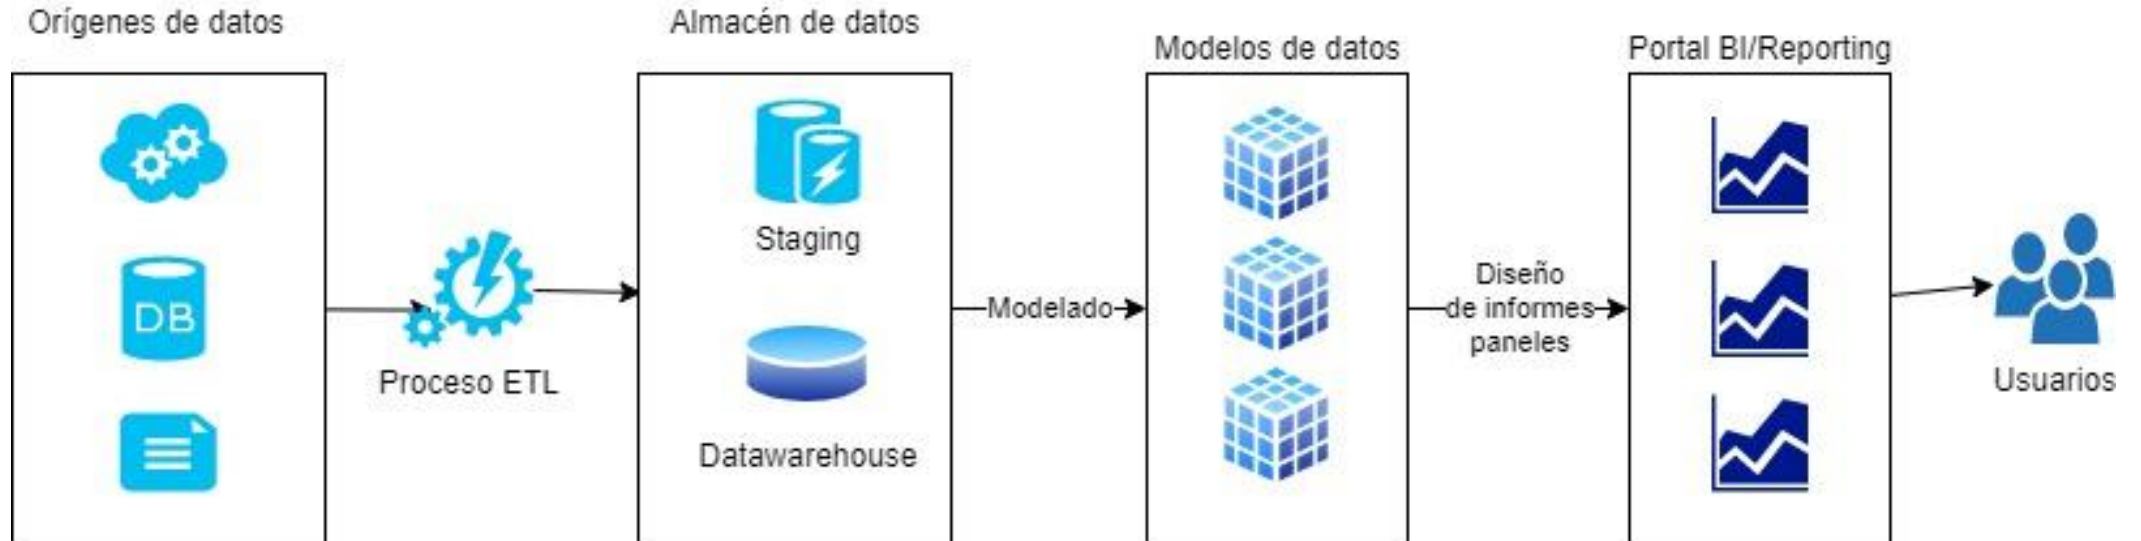 Orígenes de datos
Almacén de datos
Modelos de datos
Portal BI/Reporting
DB
Proceso ETL
Staging
Datawarehouse
Modelado
Diseño
de informes
paneles
Usuarios